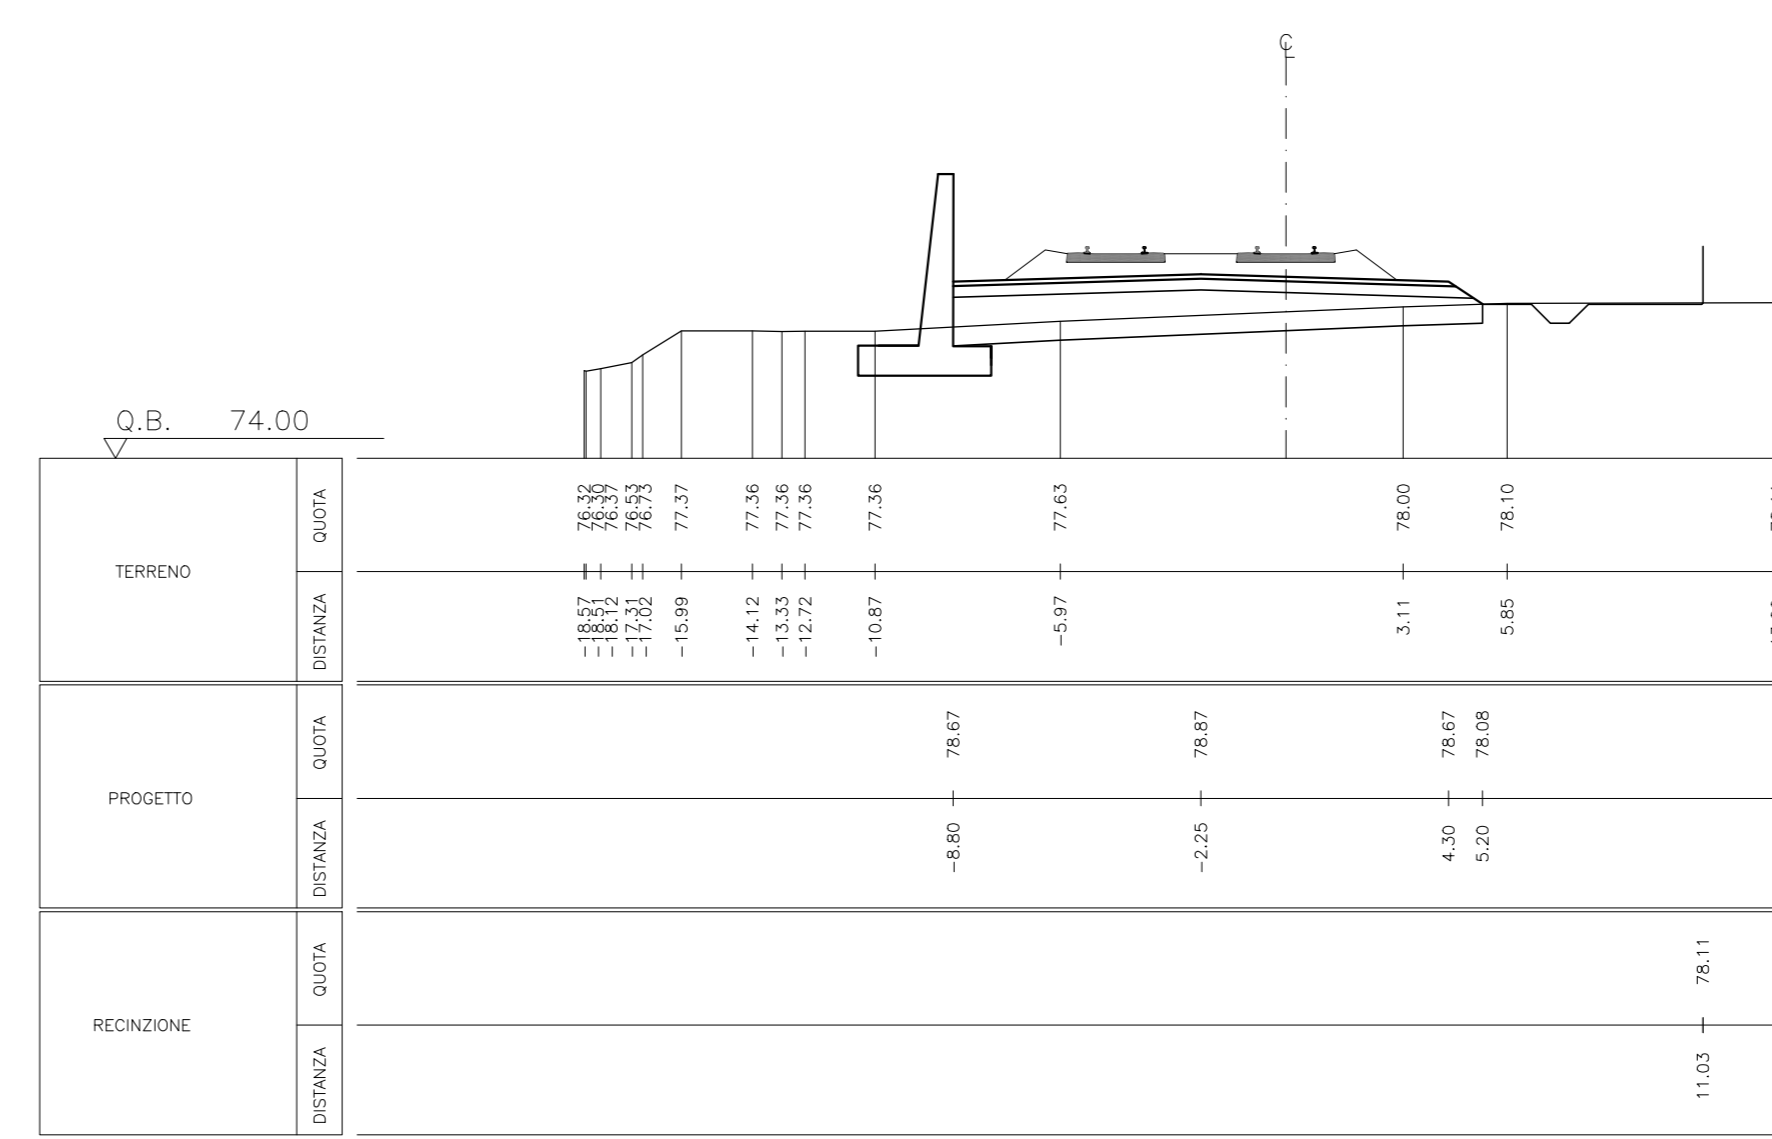 ℄
Q.B. 74.00
TERRENO
QUOTA
76.32 76.30 76.37 76.53 76.73 77.37 77.36 77.36 77.36 77.36 77.63 78.00 78.10
DISTANZA
-18.57 -18.51 -18.12 -17.31 -17.02 -15.99 -14.12 -13.33 -12.72 -10.87 -5.97 3.11 5.85
PROGETTO
QUOTA
78.67 78.87 78.67 78.08
DISTANZA
-8.80 -2.25 4.30 5.20
RECINZIONE
QUOTA
78.11
DISTANZA
11.03